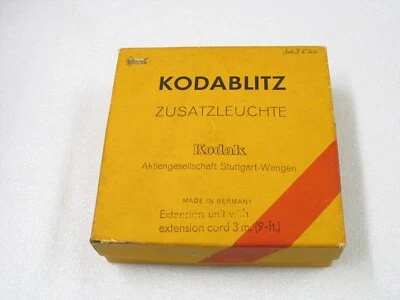 KODABLITZ
ZUSATZLEUCHTE
Kodak
Aktiengesellschaft Stuttgart-Wangen
MADE IN GERMANY
Extension unit with
extension cord 3 m. (9-ft.)